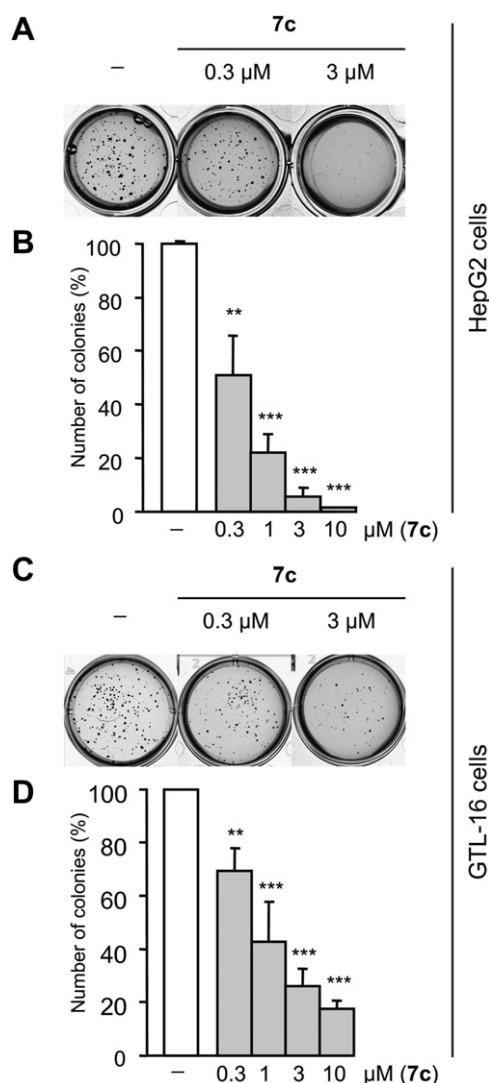 A
7c
–
0.3 µM
3 µM
B
Number of colonies (%)
100
80
60
40
20
0
**
***
***
***
–
0.3
1
3
10
µM (7c)
HepG2 cells
C
7c
–
0.3 µM
3 µM
D
Number of colonies (%)
100
80
60
40
20
0
**
***
***
***
–
0.3
1
3
10
µM (7c)
GTL-16 cells